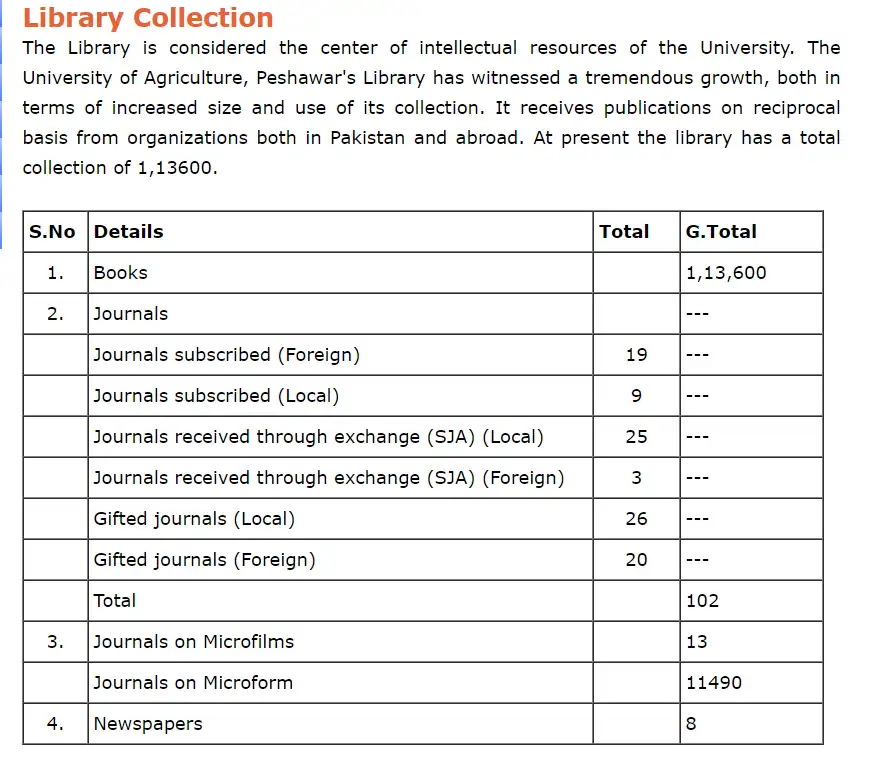 Library Collection
The Library is considered the center of intellectual resources of the University. The
University of Agriculture, Peshawar's Library has witnessed a tremendous growth, both in
terms of increased size and use of its collection. It receives publications on reciprocal
basis from organizations both in Pakistan and abroad. At present the library has a total
collection of 1,13600.
S.No Details Total G.Total
1. Books 1,13,600
2. Journals ---
Journals subscribed (Foreign) 19 ---
Journals subscribed (Local) 9 ---
Journals received through exchange (SJA) (Local) 25 ---
Journals received through exchange (SJA) (Foreign) 3 ---
Gifted journals (Local) 26 ---
Gifted journals (Foreign) 20 ---
Total 102
3. Journals on Microfilms 13
Journals on Microform 11490
4. Newspapers 8